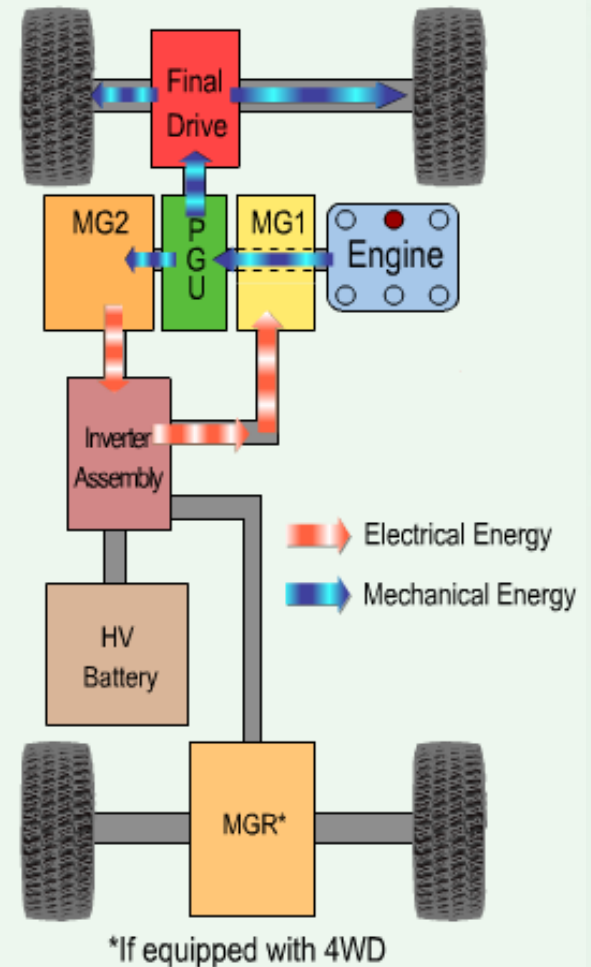 Final
Drive
MG2
P
G
U
MG1
Engine
Inverter
Assembly
Electrical Energy
Mechanical Energy
HV
Battery
MGR*
*If equipped with 4WD